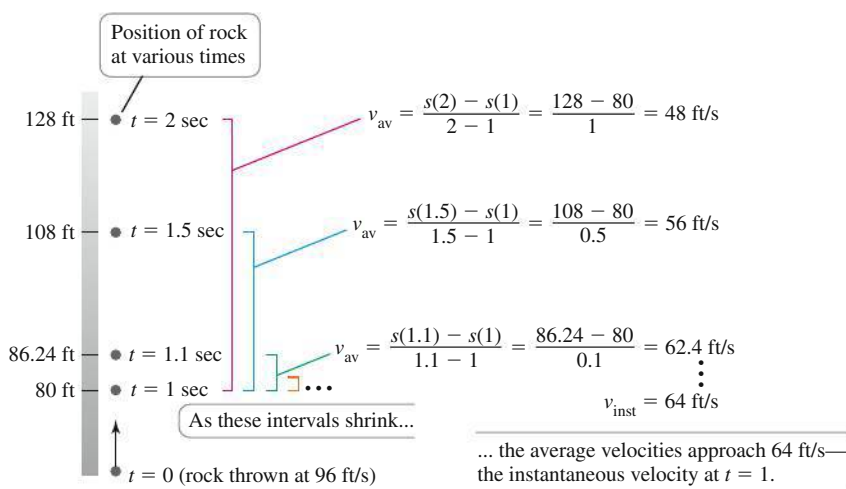 Position of rock
at various times
128 ft
t = 2 sec
v_av = (s(2) − s(1))/(2 − 1) = (128 − 80)/1 = 48 ft/s
108 ft
t = 1.5 sec
v_av = (s(1.5) − s(1))/(1.5 − 1) = (108 − 80)/0.5 = 56 ft/s
86.24 ft
t = 1.1 sec
v_av = (s(1.1) − s(1))/(1.1 − 1) = (86.24 − 80)/0.1 = 62.4 ft/s
80 ft
t = 1 sec
v_inst = 64 ft/s
As these intervals shrink...
... the average velocities approach 64 ft/s—
the instantaneous velocity at t = 1.
t = 0 (rock thrown at 96 ft/s)